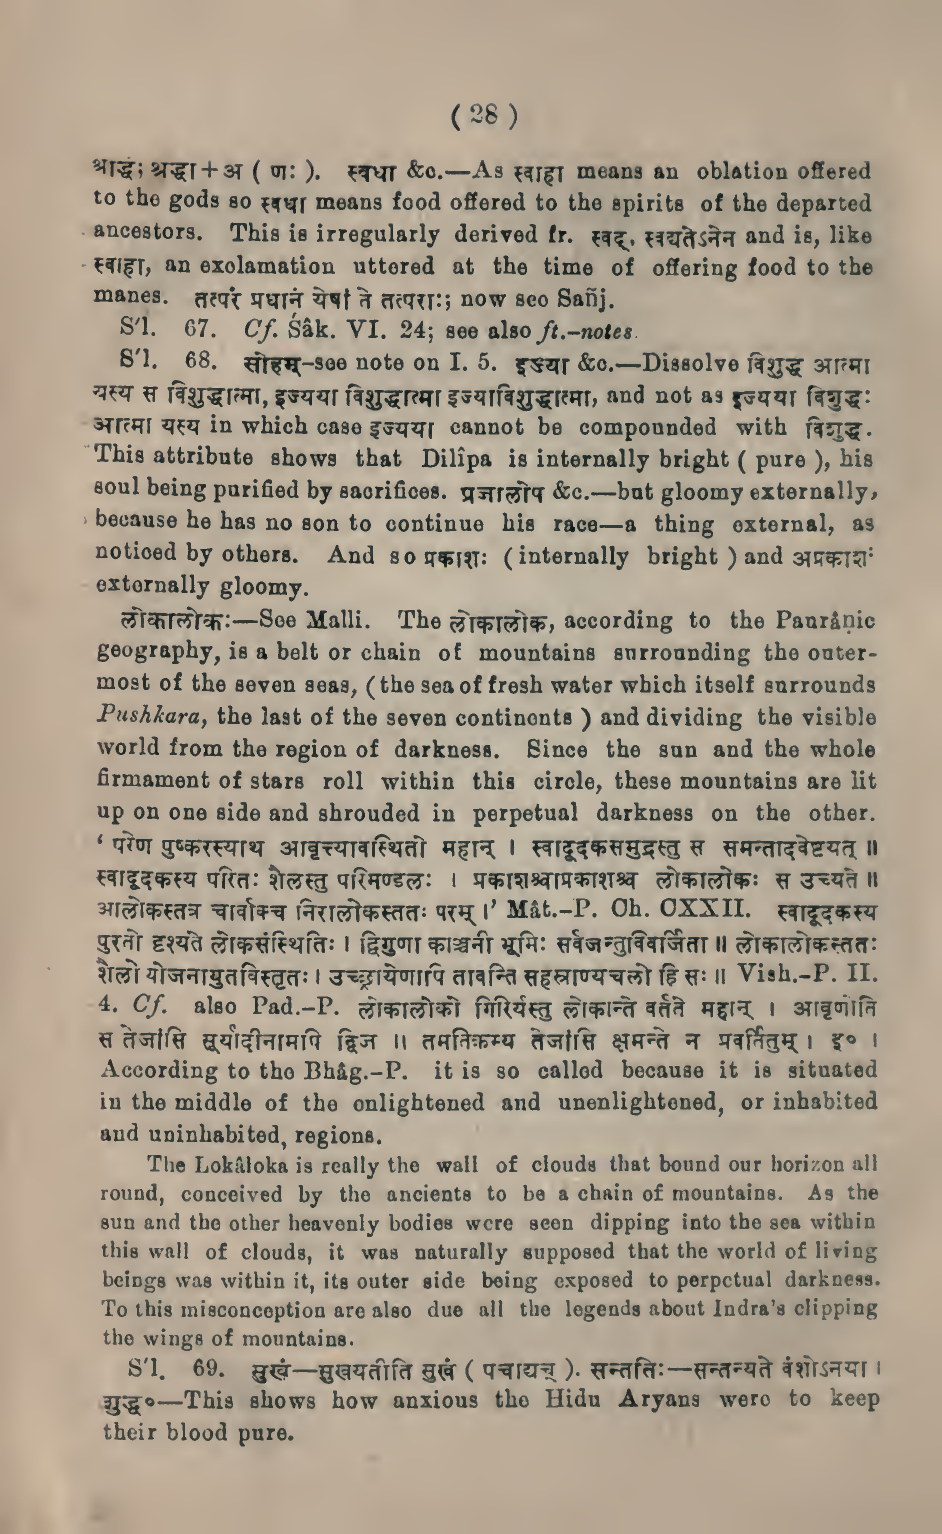 ( 28 )
श्राद्धं; श्रद्धा+अ ( णः ). स्वधा &c.—As स्वाहा means an oblation offered
to the gods so स्वधा means food offered to the spirits of the departed
ancestors. This is irregularly derived fr. स्वद्, स्वद्यतेऽनेन and is, like
स्वाहा, an exclamation uttered at the time of offering food to the
manes. तत्परं प्रधानं येषां ते तत्पराः; now see Sañj.
S'l. 67. Cf. Śâk. VI. 24; see also ft.-notes.
S'l. 68. सोहम्-see note on I. 5. इज्या &c.—Dissolve विशुद्ध आत्मा
यस्य स विशुद्धात्मा, इज्यया विशुद्धात्मा इज्याविशुद्धात्मा, and not as इज्यया विशुद्धः
आत्मा यस्य in which case इज्यया cannot be compounded with विशुद्ध.
This attribute shows that Dilîpa is internally bright ( pure ), his
soul being purified by sacrifices. प्रजालोप &c.—but gloomy externally,
because he has no son to continue his race—a thing external, as
noticed by others. And so प्रकाशः ( internally bright ) and अप्रकाशः
externally gloomy.
लोकालोकः—See Malli. The लोकालोक, according to the Paurâṇic
geography, is a belt or chain of mountains surrounding the outer-
most of the seven seas, ( the sea of fresh water which itself surrounds
Pushkara, the last of the seven continents ) and dividing the visible
world from the region of darkness. Since the sun and the whole
firmament of stars roll within this circle, these mountains are lit
up on one side and shrouded in perpetual darkness on the other.
‘ परेण पुष्करस्याथ आवृत्त्यावस्थितो महान् । स्वादूदकसमुद्रस्तु स समन्तादवेष्टयत् ॥
स्वादूदकस्य परितः शैलस्तु परिमण्डलः । प्रकाशश्चाप्रकाशश्च लोकालोकः स उच्यते ॥
आलोकस्तत्र चार्वाक्च निरालोकस्ततः परम् ।’ Mât.-P. Ch. CXXII. स्वादूदकस्य
पुरतो दृश्यते लोकसंस्थितिः । द्विगुणा काञ्चनी भूमिः सर्वजन्तुविवर्जिता ॥ लोकालोकस्ततः
शैलो योजनायुतविस्तृतः । उच्छ्रायेणापि तावन्ति सहस्राण्यचलो हि सः ॥ Vish.-P. II.
4. Cf. also Pad.-P. लोकालोको गिरिर्यस्तु लोकान्ते वर्तते महान् । आवृणोति
स तेजांसि सूर्यादीनामपि द्विज ॥ तमतिक्रम्य तेजांसि क्षमन्ते न प्रवर्तितुम् । इ० ।
According to the Bhâg.-P. it is so called because it is situated
in the middle of the enlightened and unenlightened, or inhabited
and uninhabited, regions.
The Lokâloka is really the wall of clouds that bound our horizon all
round, conceived by the ancients to be a chain of mountains. As the
sun and the other heavenly bodies were seen dipping into the sea within
this wall of clouds, it was naturally supposed that the world of living
beings was within it, its outer side being exposed to perpetual darkness.
To this misconception are also due all the legends about Indra's clipping
the wings of mountains.
S'l. 69. सुखं—सुखयतीति सुखं ( पचाद्यच् ). सन्ततिः—सन्तन्यते वंशोऽनया ।
शुद्ध०—This shows how anxious the Hidu Aryans were to keep
their blood pure.